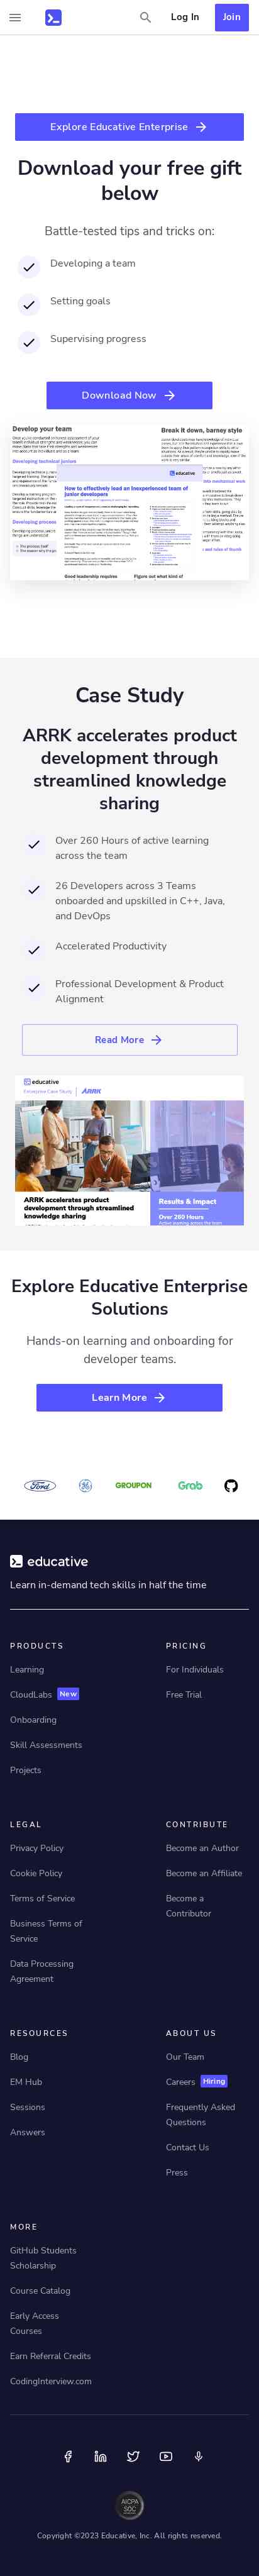 Log In
Join
Explore Educative Enterprise
Download your free gift
below
Battle-tested tips and tricks on:
Developing a team
Setting goals
Supervising progress
Download Now
Develop your team
Break it down, barney style
Developing technical juniors
educative
How to effectively lead an inexperienced team of
junior developers
Good leadership requires
Figure out what kind of
Case Study
ARRK accelerates product
development through
streamlined knowledge
sharing
Over 260 Hours of active learning
across the team
26 Developers across 3 Teams
onboarded and upskilled in C++, Java,
and DevOps
Accelerated Productivity
Professional Development & Product
Alignment
Read More
educative
Enterprise Case Study
ARRK
ARRK accelerates product
development through streamlined
knowledge sharing
Results & Impact
Over 260 Hours
Explore Educative Enterprise
Solutions
Hands-on learning and onboarding for
developer teams.
Learn More
Ford
GROUPON
Grab
educative
Learn in-demand tech skills in half the time
PRODUCTS
Learning
CloudLabs New
Onboarding
Skill Assessments
Projects
PRICING
For Individuals
Free Trial
LEGAL
Privacy Policy
Cookie Policy
Terms of Service
Business Terms of
Service
Data Processing
Agreement
CONTRIBUTE
Become an Author
Become an Affiliate
Become a
Contributor
RESOURCES
Blog
EM Hub
Sessions
Answers
ABOUT US
Our Team
Careers Hiring
Frequently Asked
Questions
Contact Us
Press
MORE
GitHub Students
Scholarship
Course Catalog
Early Access
Courses
Earn Referral Credits
CodingInterview.com
AICPA
SOC
Copyright ©2023 Educative, Inc. All rights reserved.